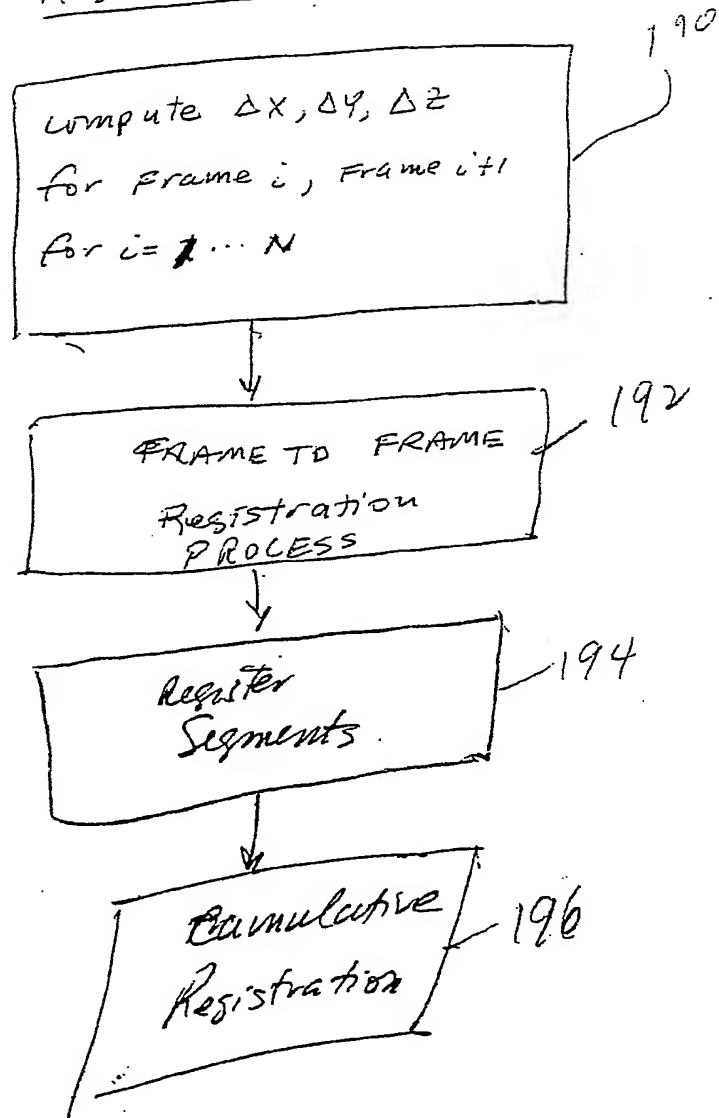 190
compute ΔX, ΔY, ΔZ
for Frame i, Frame i+1
for i= 1 ... N
192
FRAME TO FRAME
Registration
PROCESS
194
Register
Segments.
196
Cumulative
Registration